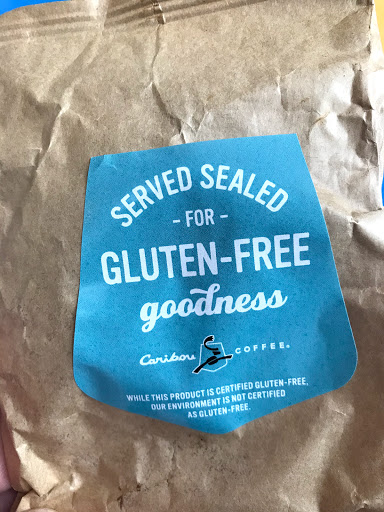 SERVED SEALED
- FOR -
GLUTEN-FREE
goodness
Caribou COFFEE®
WHILE THIS PRODUCT IS CERTIFIED GLUTEN-FREE,
OUR ENVIRONMENT IS NOT CERTIFIED
AS GLUTEN-FREE.